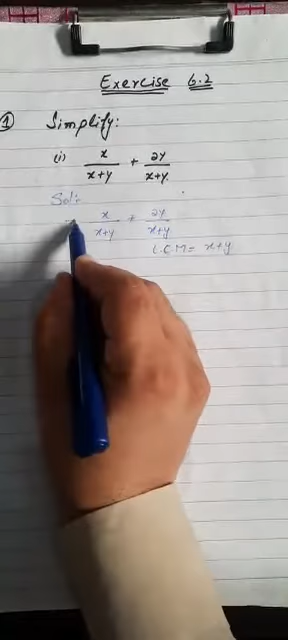 Exercise 6.2
① Simplify:
(i) x/x+y + 2y/x+y
Sol:
= x/x+y + 2y/x+y
L.C.M = x+y